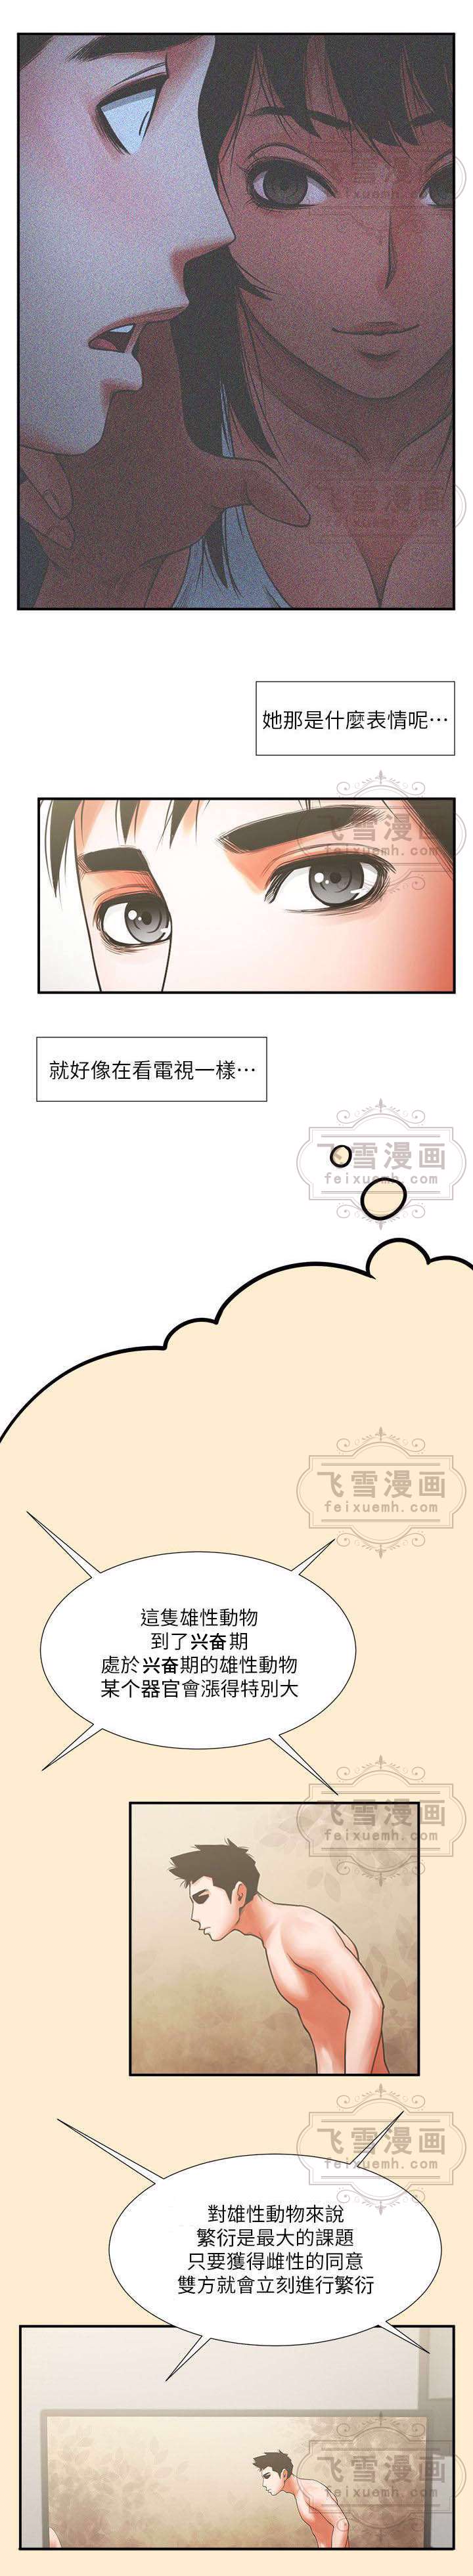 飞雪漫画
feixuemh.com
飞雪漫画
feixuemh.com
她那是什麼表情呢…
飞雪漫画
feixuemh.com
就好像在看電視一樣…
飞雪漫画
feixuemh.com
飞雪漫画
feixuemh.com
這隻雄性動物
到了兴奋期
處於兴奋期的雄性動物
某个器官會漲得特別大
飞雪漫画
feixuemh.com
飞雪漫画
feixuemh.com
對雄性動物來說
繁衍是最大的課題
只要獲得雌性的同意
雙方就會立刻進行繁衍
飞雪漫画
feixuemh.com